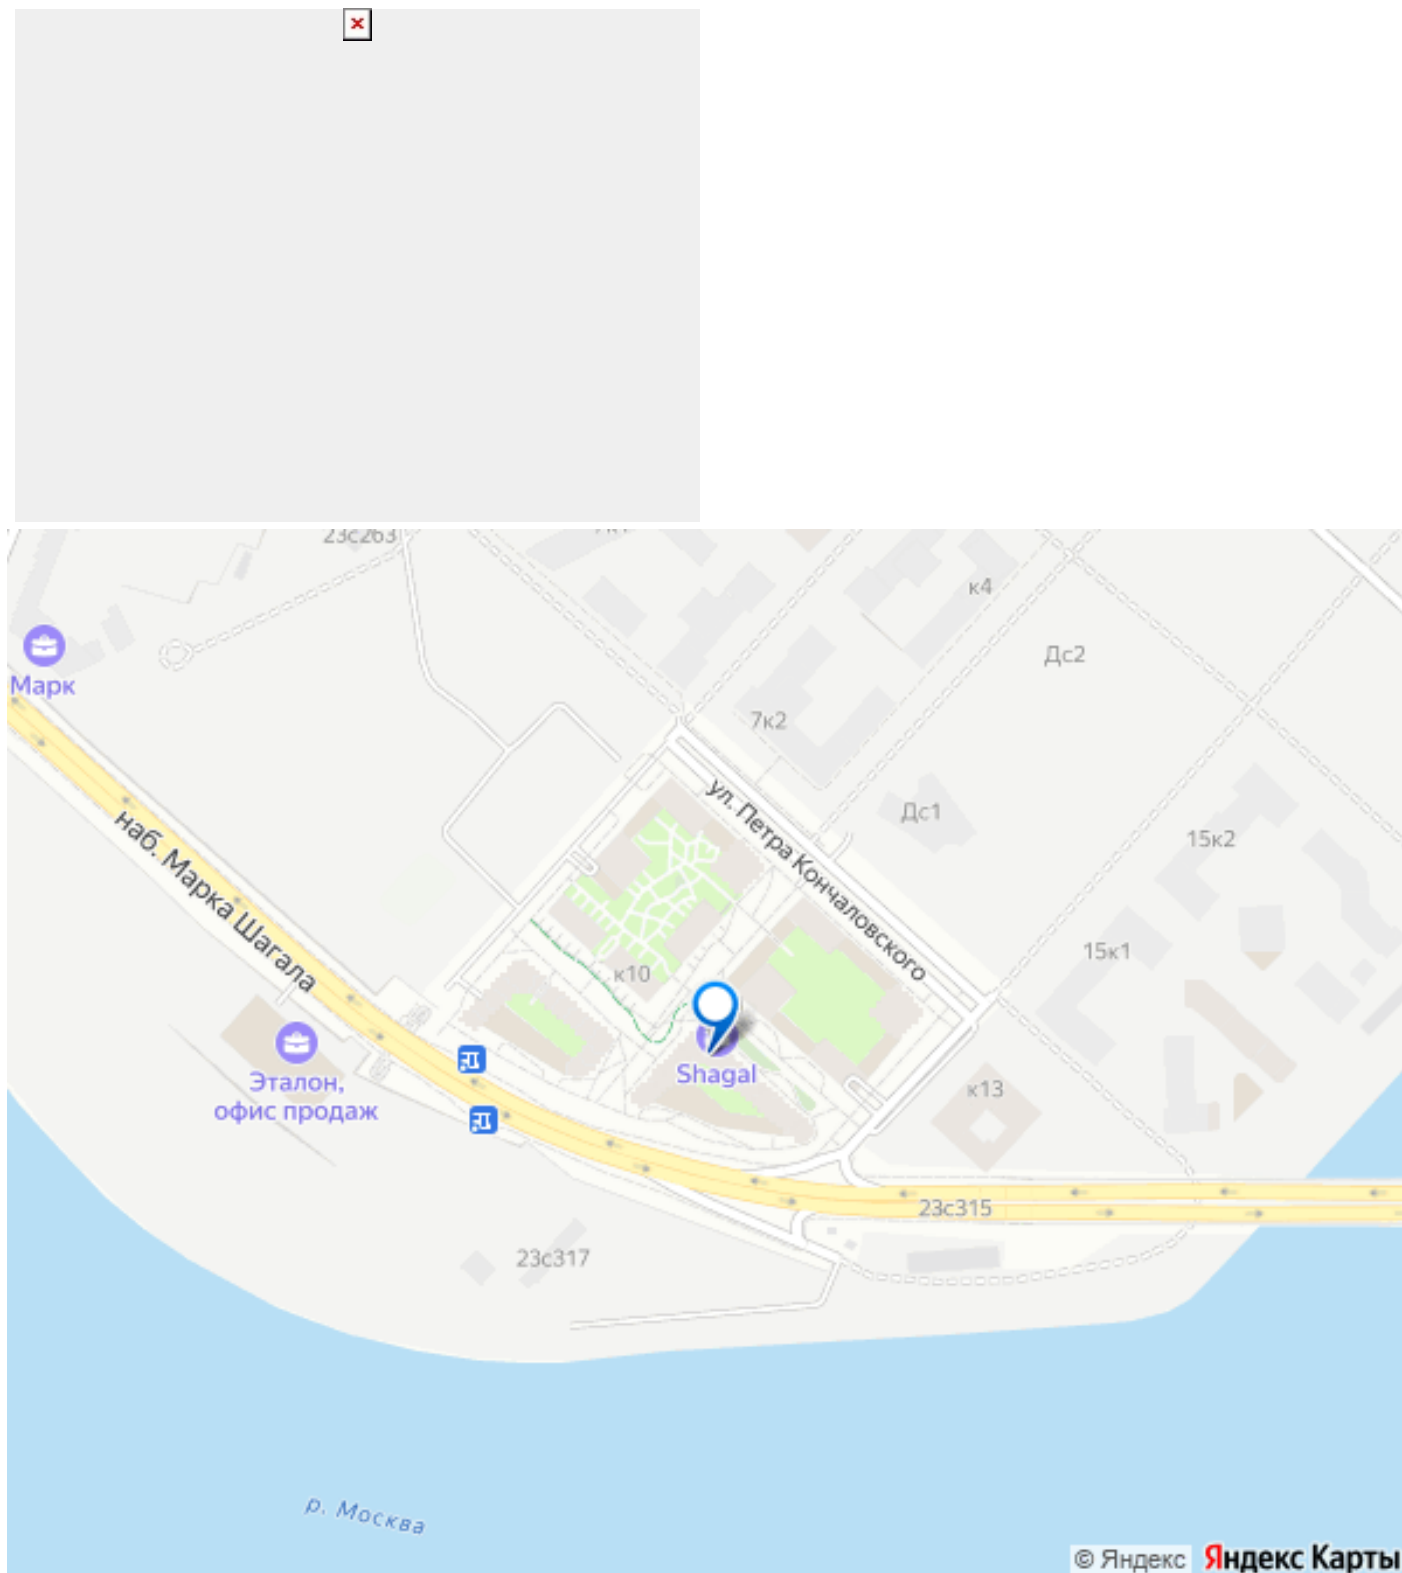 23с263
к4
Дс2
Марк
7к2
ул. Петра Кончаловского
Дс1
15к2
наб. Марка Шагала
15к1
к10
Shagal
Эталон,
офис продаж
к13
23с315
23с317
р. Москва
© Яндекс Яндекс Карты